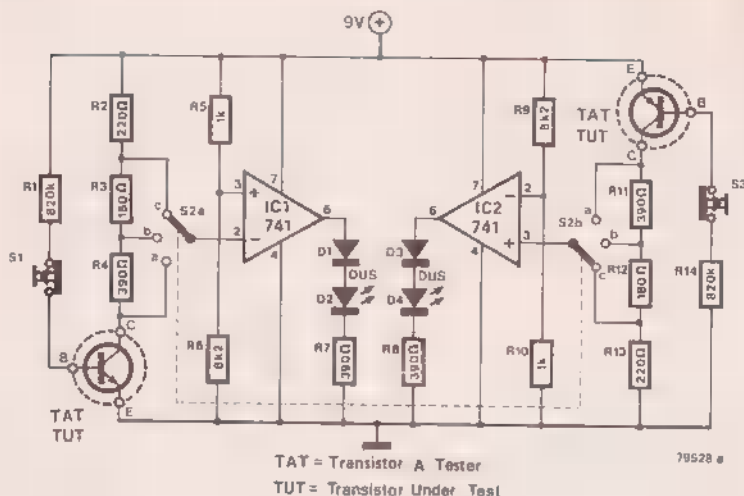 9V
R2
220Ω
R5
1k
R9
8k2
E
B
TAT
TUT
C
R1
820k
R3
150Ω
c
S2a
b
a
R4
390Ω
3
+
7
IC1
741
6
2
−
4
7
2
−
IC2
741
6
3
+
4
S2b
a
b
c
R11
390Ω
S3
S1
D1
DUS
D2
D3
DUS
D4
R12
180Ω
R14
820k
C
B
E
TAT
TUT
R6
8k2
R7
390Ω
R8
390Ω
R10
1k
R13
220Ω
79528 a
TAT = Transistor A Tester
TUT = Transistor Under Test